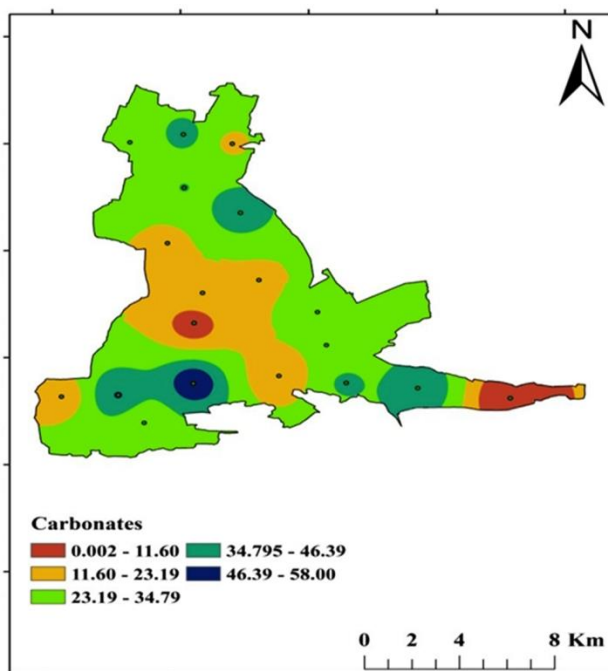 N
Carbonates
0.002 - 11.60 34.795 - 46.39
11.60 - 23.19 46.39 - 58.00
23.19 - 34.79
0 2 4 8 Km